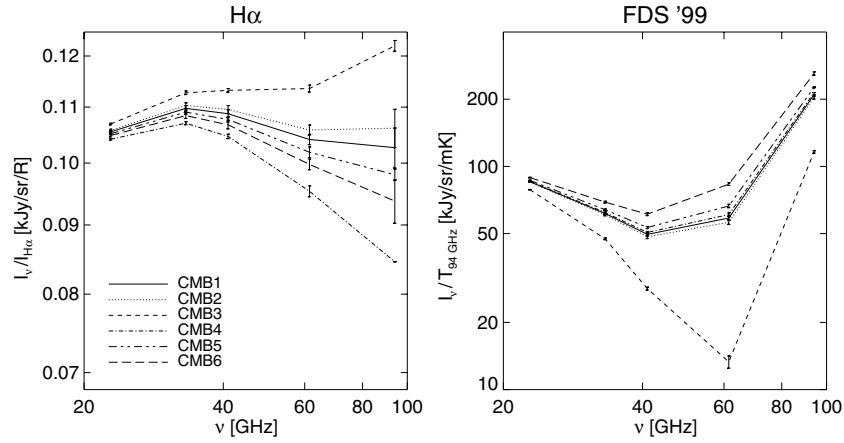 Hα
0.12
0.11
0.10
0.09
0.08
0.07
I_ν/I_Hα [kJy/sr/R]
CMB1
CMB2
CMB3
CMB4
CMB5
CMB6
20 40 60 80 100
ν [GHz]
FDS '99
200
100
50
20
10
I_ν/T_94 GHz [kJy/sr/mK]
20 40 60 80 100
ν [GHz]